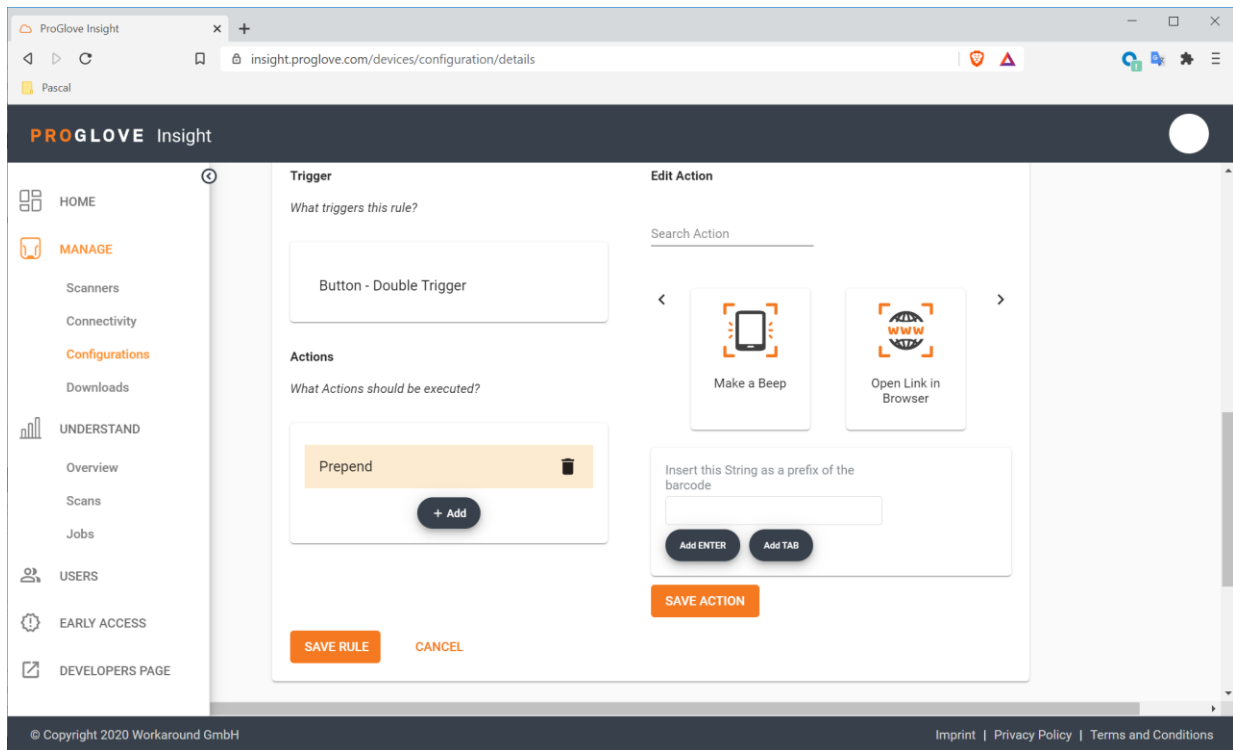 ProGlove Insight
insight.proglove.com/devices/configuration/details
Pascal
PROGLOVE Insight
HOME
MANAGE
Scanners
Connectivity
Configurations
Downloads
UNDERSTAND
Overview
Scans
Jobs
USERS
EARLY ACCESS
DEVELOPERS PAGE
Trigger
What triggers this rule?
Button - Double Trigger
Actions
What Actions should be executed?
Prepend
+ Add
SAVE RULE
CANCEL
Edit Action
Search Action
Make a Beep
WWW
Open Link in
Browser
Insert this String as a prefix of the
barcode
Add ENTER
Add TAB
SAVE ACTION
© Copyright 2020 Workaround GmbH
Imprint | Privacy Policy | Terms and Conditions